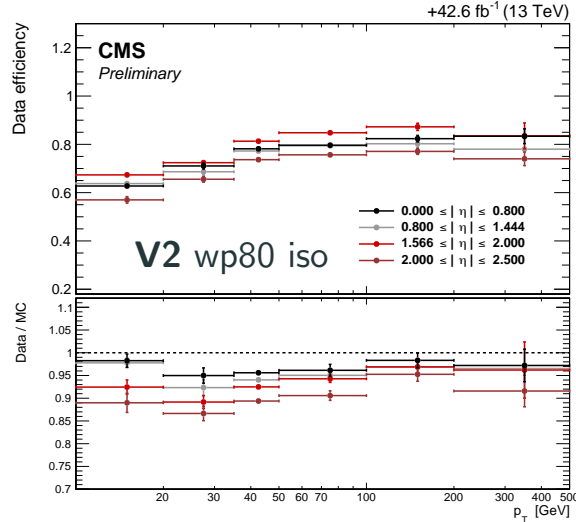 +42.6 fb⁻¹ (13 TeV)
Data efficiency
1.2
1
0.8
0.6
0.4
0.2
CMS
Preliminary
0.000 ≤ | η | ≤ 0.800
0.800 ≤ | η | ≤ 1.444
1.566 ≤ | η | ≤ 2.000
2.000 ≤ | η | ≤ 2.500
V2 wp80 iso
Data / MC
1.1
1.05
1
0.95
0.9
0.85
0.8
0.75
0.7
20 30 40 50 75 100 200 300 400 500
p_T [GeV]